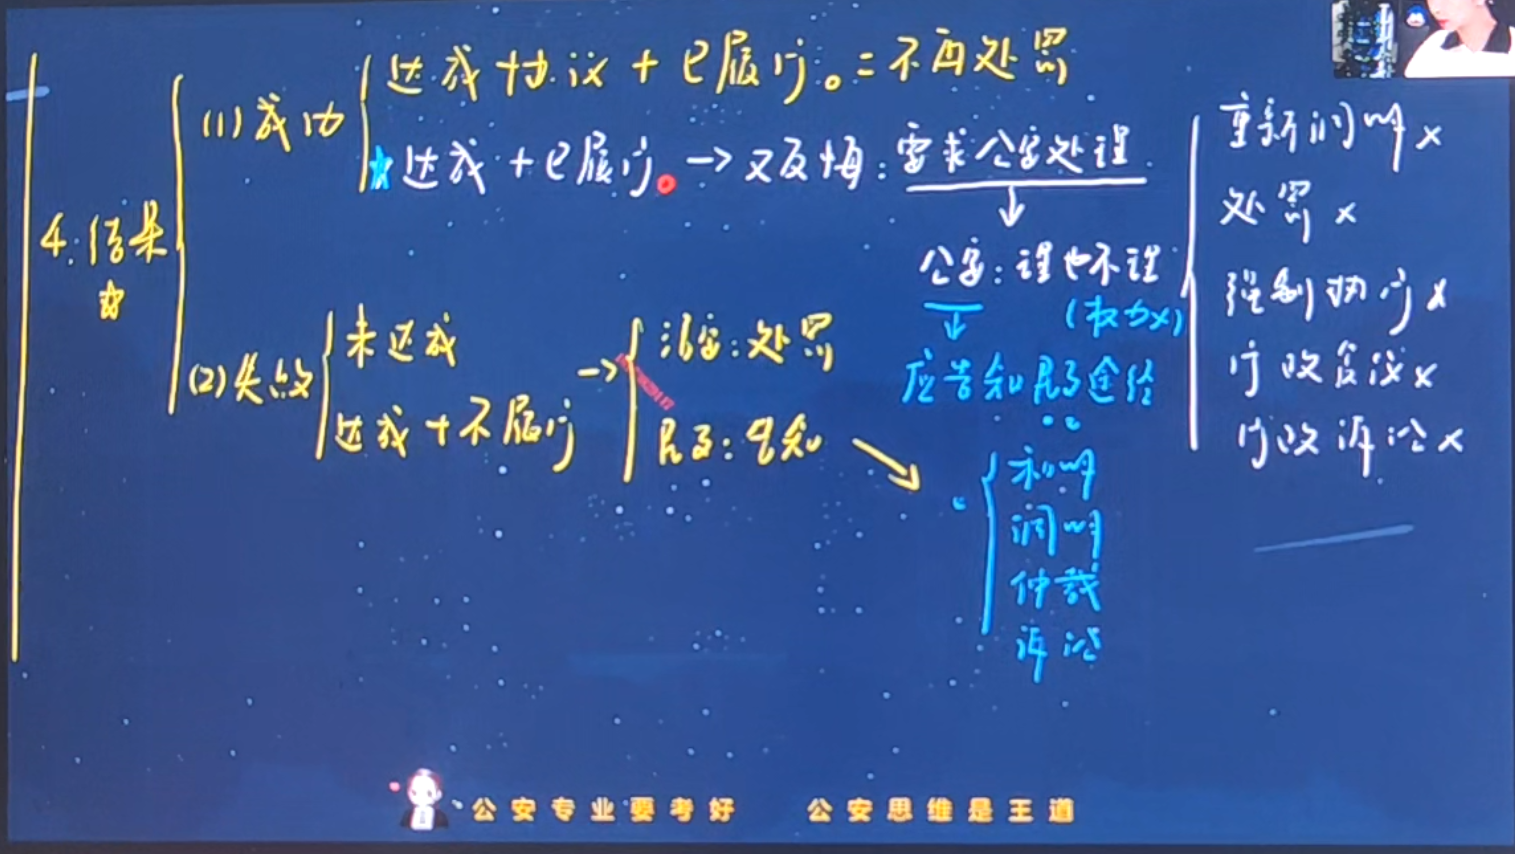 4. 结果
(1) 成功
达成协议 + 已履行。= 不再处罚
达成 + 已履行。→ 又反悔：要求公安处理
↓
公安：理也不理
(权力x)
↓
应告知民事途经
重新调解 x
处罚 x
强制执行 x
行政复议 x
行政诉讼 x
(2) 失败
未达成
达成 + 不履行
→
治安：处罚
民事：告知
和解
调解
仲裁
诉讼
公安专业要考好 公安思维是王道